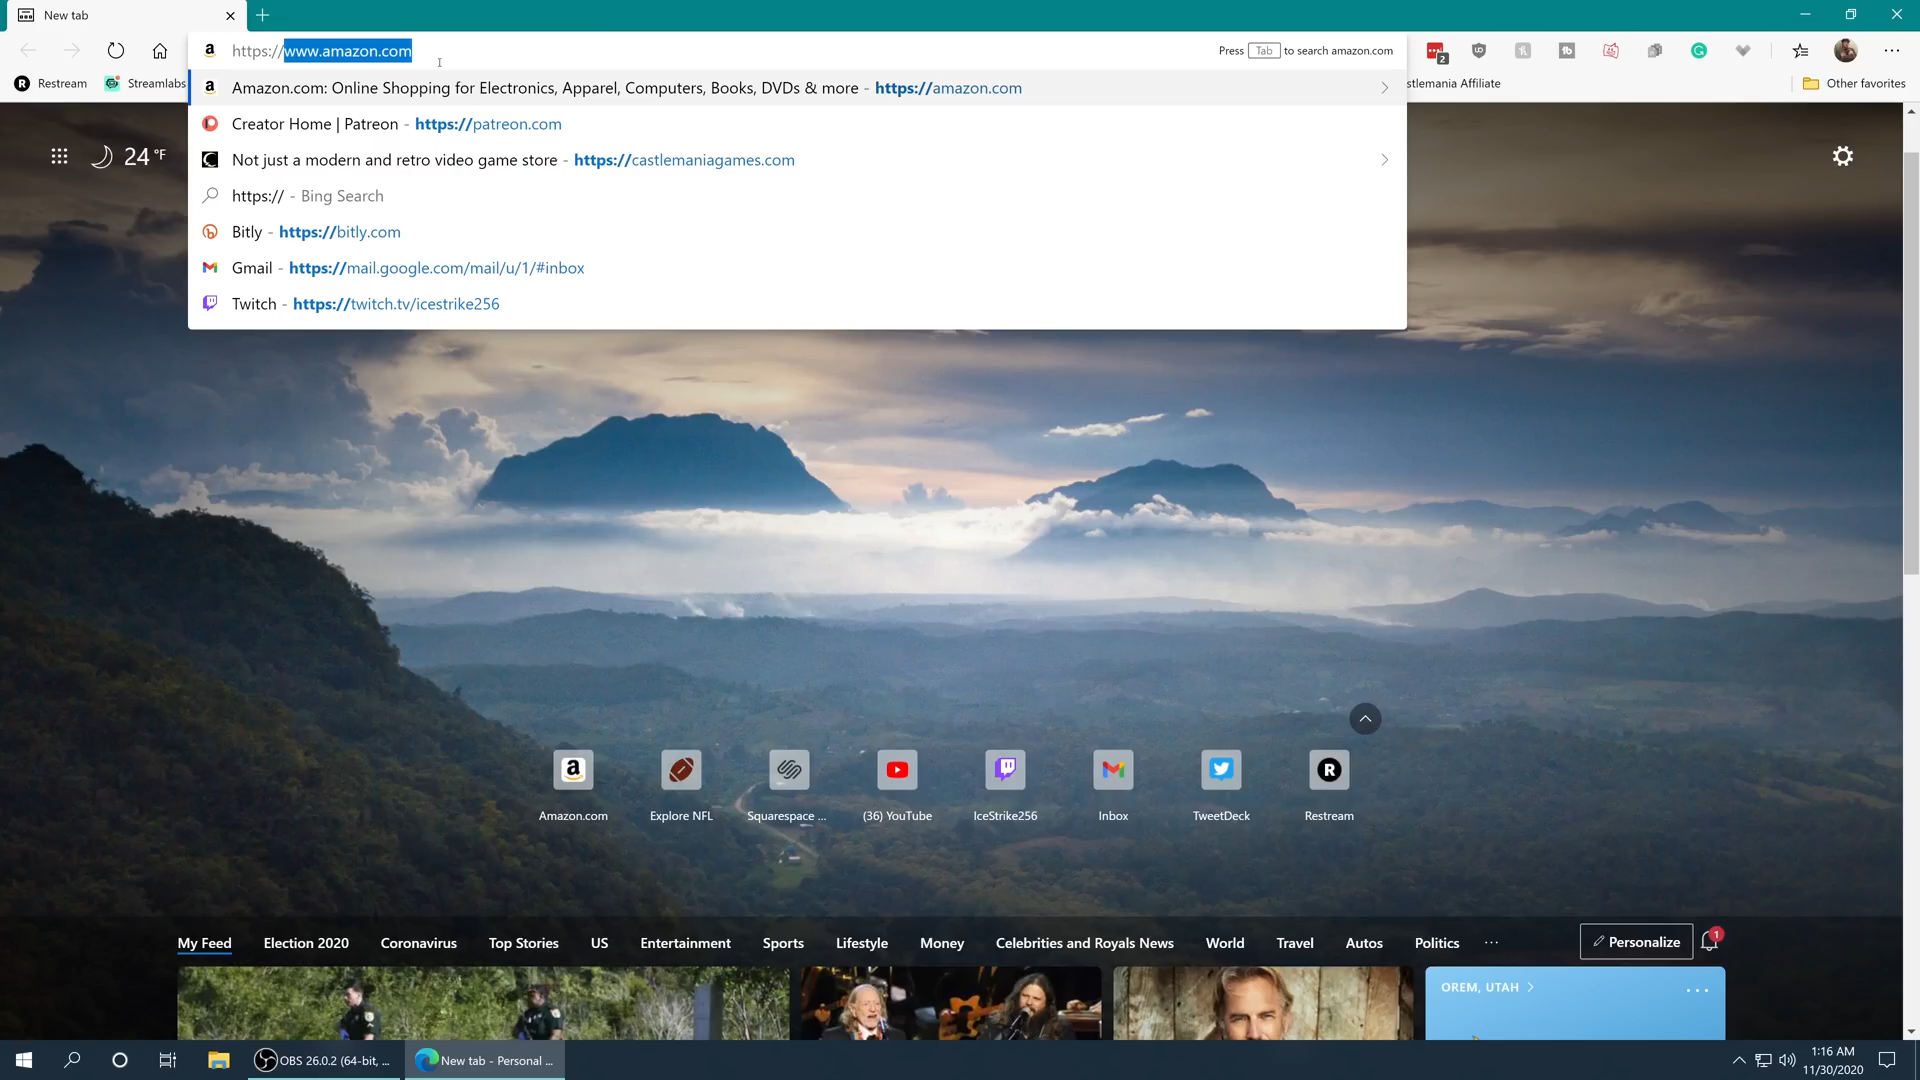 New tab
https://www.amazon.com
Press Tab to search amazon.com
2
Restream
Streamlabs
stlemania Affiliate
Other favorites
Amazon.com: Online Shopping for Electronics, Apparel, Computers, Books, DVDs & more - https://amazon.com
Creator Home | Patreon - https://patreon.com
Not just a modern and retro video game store - https://castlemaniagames.com
https:// - Bing Search
Bitly - https://bitly.com
Gmail - https://mail.google.com/mail/u/1/#inbox
Twitch - https://twitch.tv/icestrike256
24 °F
Amazon.com
Explore NFL
Squarespace ...
(36) YouTube
IceStrike256
Inbox
TweetDeck
Restream
My Feed
Election 2020
Coronavirus
Top Stories
US
Entertainment
Sports
Lifestyle
Money
Celebrities and Royals News
World
Travel
Autos
Politics
...
Personalize
1
OREM, UTAH
OBS 26.0.2 (64-bit, ...
New tab - Personal ...
1:16 AM
11/30/2020